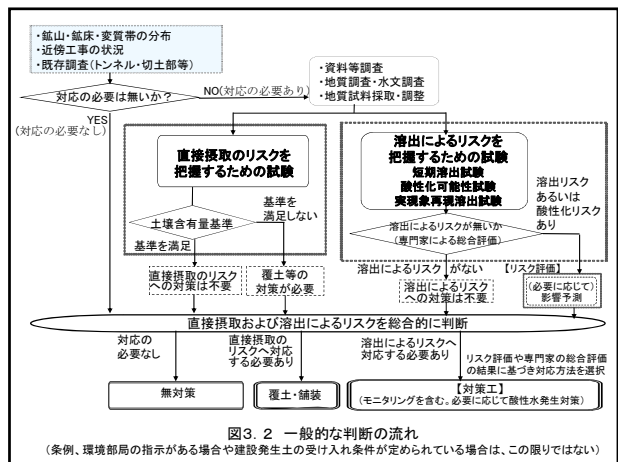 ・鉱山・鉱床・変質帯の分布
・近傍工事の状況
・既存調査(トンネル・切土部等)
対応の必要は無いか？
NO(対応の必要あり)
・資料等調査
・地質調査・水文調査
・地質試料採取・調整
YES
(対応の必要なし)
直接摂取のリスクを
把握するための試験
土壌含有量基準
基準を
満足しない
基準を満足
直接摂取のリスク
への対策は不要
覆土等の
対策が必要
溶出によるリスクを
把握するための試験
短期溶出試験
酸性化可能性試験
実現象再現溶出試験
溶出によるリスクが無いか
(専門家による総合評価)
溶出リスク
あるいは
酸性化リスク
あり
溶出によるリスク がない
【リスク評価】
溶出によるリスク
への対策は不要
(必要に応じて)
影響予測
直接摂取および溶出によるリスクを総合的に判断
対応の
必要なし
直接摂取の
リスクへ対応
する必要あり
溶出によるリスクへ
対応する必要あり
リスク評価や専門家の総合評価
の結果に基づき対応方法を選択
無対策
覆土・舗装
【対策工】
(モニタリングを含む。必要に応じて酸性水発生対策)
図3．2　一般的な判断の流れ
(条例、環境部局の指示がある場合や建設発生土の受け入れ条件が定められている場合は、この限りではない)